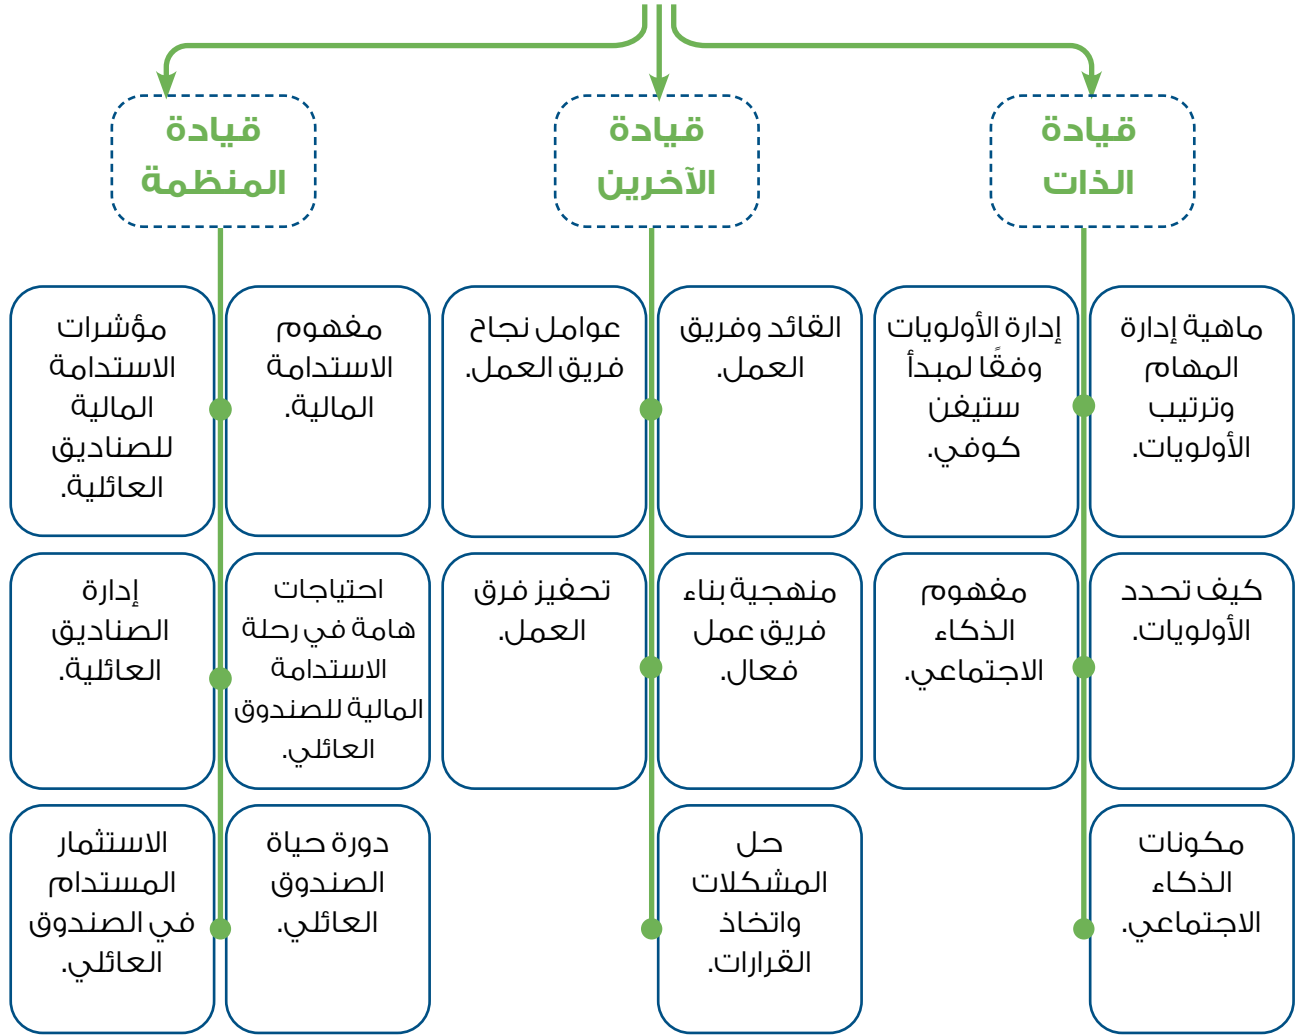 قيادة
الذات
قيادة
الآخرين
قيادة
المنظمة
ماهية إدارة
المهام
وترتيب
الأولويات.
إدارة الأولويات
وفقًا لمبدأ
ستيفن
كوفي.
القائد وفريق
العمل.
عوامل نجاح
فريق العمل.
مفهوم
الاستدامة
المالية.
مؤشرات
الاستدامة
المالية
للصناديق
العائلية.
كيف تحدد
الأولويات.
مفهوم
الذكاء
الاجتماعي.
منهجية بناء
فريق عمل
فعال.
تحفيز فرق
العمل.
احتياجات
هامة في رحلة
الاستدامة
المالية للصندوق
العائلي.
إدارة
الصناديق
العائلية.
مكونات
الذكاء
الاجتماعي.
حل
المشكلات
واتخاذ
القرارات.
دورة حياة
الصندوق
العائلي.
الاستثمار
المستدام
في الصندوق
العائلي.